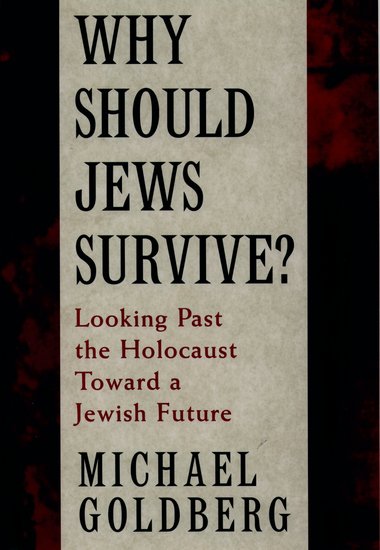 WHY
SHOULD
JEWS
SURVIVE?
Looking Past
the Holocaust
Toward a
Jewish Future
MICHAEL
GOLDBERG